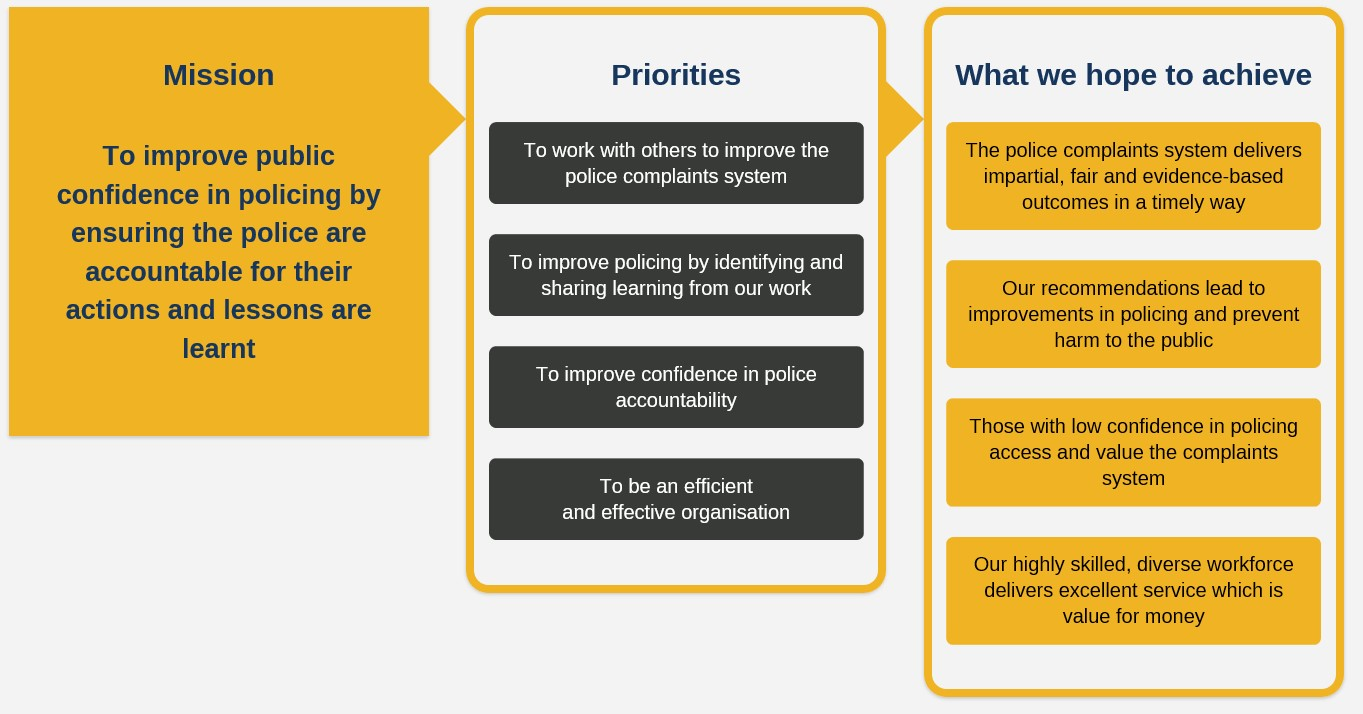 Mission
To improve public
confidence in policing by
ensuring the police are
accountable for their
actions and lessons are
learnt
Priorities
To work with others to improve the
police complaints system
To improve policing by identifying and
sharing learning from our work
To improve confidence in police
accountability
To be an efficient
and effective organisation
What we hope to achieve
The police complaints system delivers
impartial, fair and evidence-based
outcomes in a timely way
Our recommendations lead to
improvements in policing and prevent
harm to the public
Those with low confidence in policing
access and value the complaints
system
Our highly skilled, diverse workforce
delivers excellent service which is
value for money